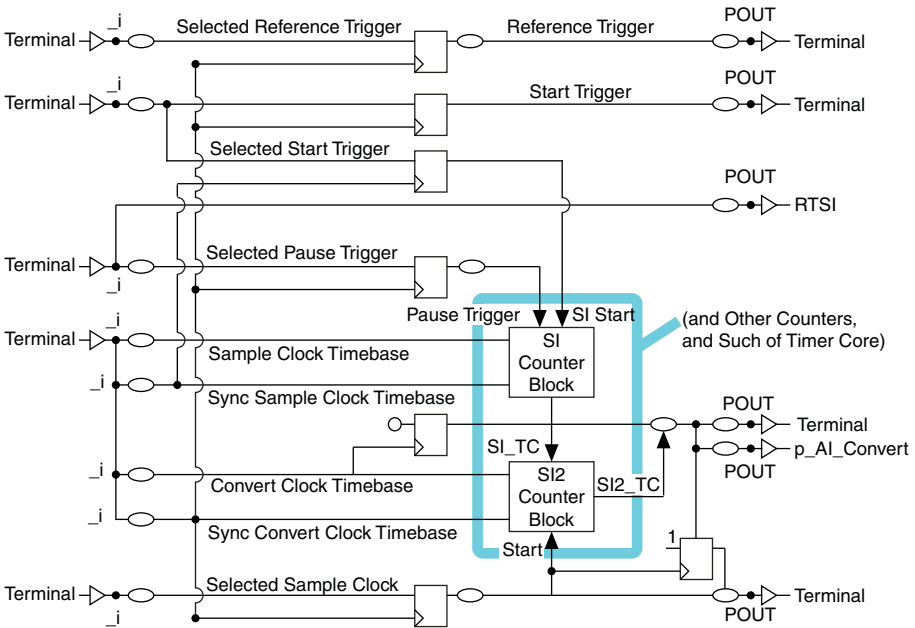 _i
Selected Reference Trigger
Reference Trigger
POUT
Terminal
Terminal
_i
POUT
Terminal
Start Trigger
Terminal
Selected Start Trigger
POUT
RTSI
Selected Pause Trigger
Terminal
_i
Pause Trigger
SI Start
(and Other Counters,
and Such of Timer Core)
_i
Terminal
Sample Clock Timebase
SI
Counter
Block
_i
Sync Sample Clock Timebase
POUT
Terminal
SI_TC
p_AI_Convert
POUT
_i
Convert Clock Timebase
SI2
Counter
Block
SI2_TC
_i
Sync Convert Clock Timebase
Start
1
Selected Sample Clock
Terminal
_i
Terminal
POUT